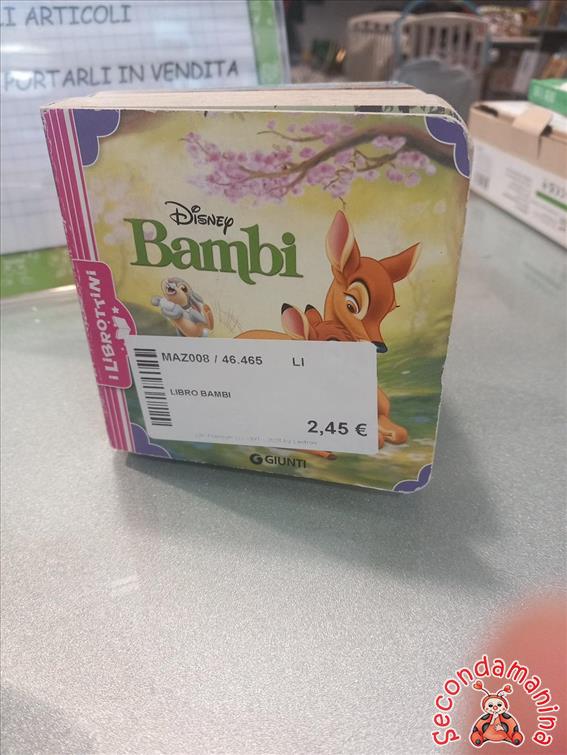 LI ARTICOLI
PORTARLI IN VENDITA
Disney
Bambi
I LIBROTTINI
MAZ008 / 46.465 LI
LIBRO BAMBI
2,45 €
GIUNTI
Secondamanina